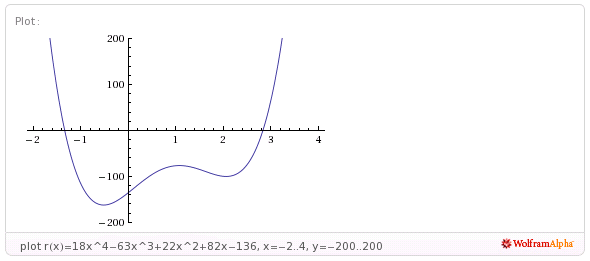 Plot:
200
100
−2 −1 1 2 3 4
−100
−200
plot r(x)=18x^4−63x^3+22x^2+82x−136, x=−2..4, y=−200..200
WolframAlpha